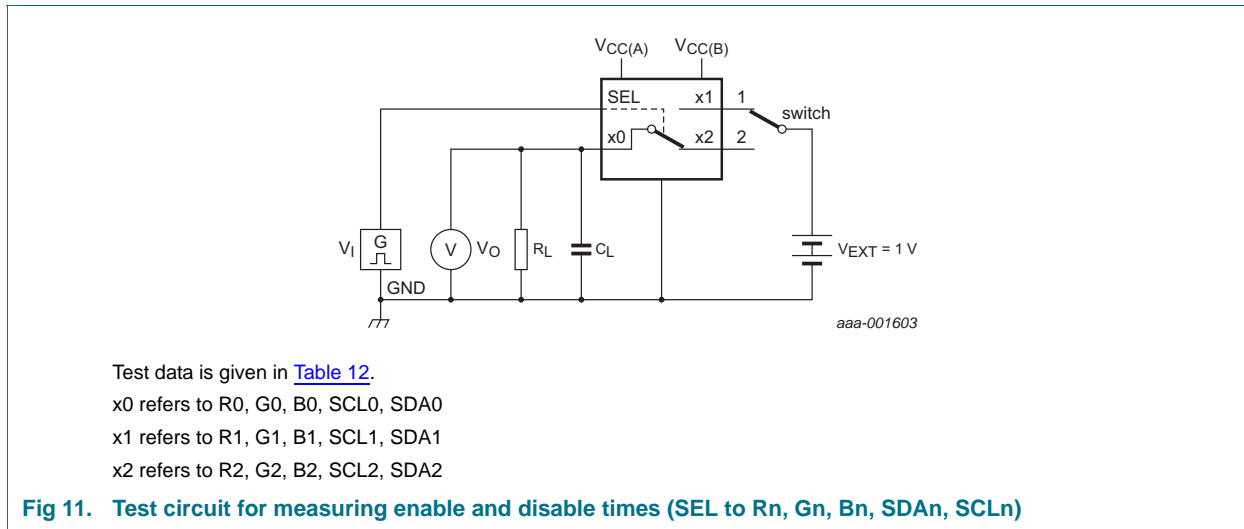 VCC(A) VCC(B)
SEL x1 1
switch
x0 x2 2
VI G V VO RL CL VEXT = 1 V
GND
aaa-001603
Test data is given in Table 12.
x0 refers to R0, G0, B0, SCL0, SDA0
x1 refers to R1, G1, B1, SCL1, SDA1
x2 refers to R2, G2, B2, SCL2, SDA2
Fig 11. Test circuit for measuring enable and disable times (SEL to Rn, Gn, Bn, SDAn, SCLn)